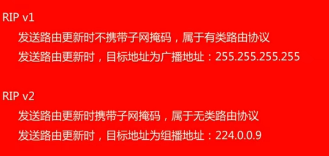 RIP v1
发送路由更新时不携带子网掩码，属于有类路由协议
发送路由更新时，目标地址为广播地址：255.255.255.255
RIP v2
发送路由更新时携带子网掩码，属于无类路由协议
发送路由更新时，目标地址为组播地址：224.0.0.9